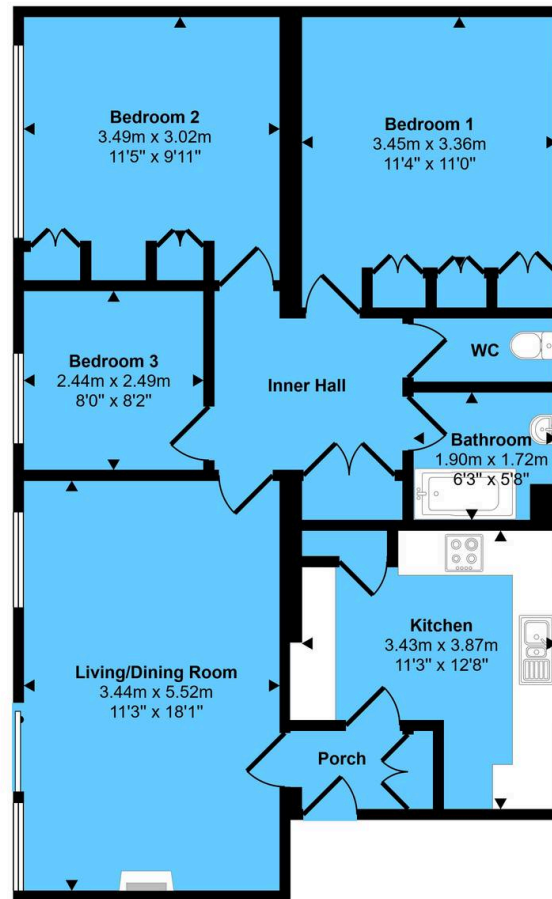 Bedroom 2
3.49m x 3.02m
11'5" x 9'11"
Bedroom 1
3.45m x 3.36m
11'4" x 11'0"
Bedroom 3
2.44m x 2.49m
8'0" x 8'2"
WC
Inner Hall
Bathroom
1.90m x 1.72m
6'3" x 5'8"
Kitchen
3.43m x 3.87m
11'3" x 12'8"
Living/Dining Room
3.44m x 5.52m
11'3" x 18'1"
Porch